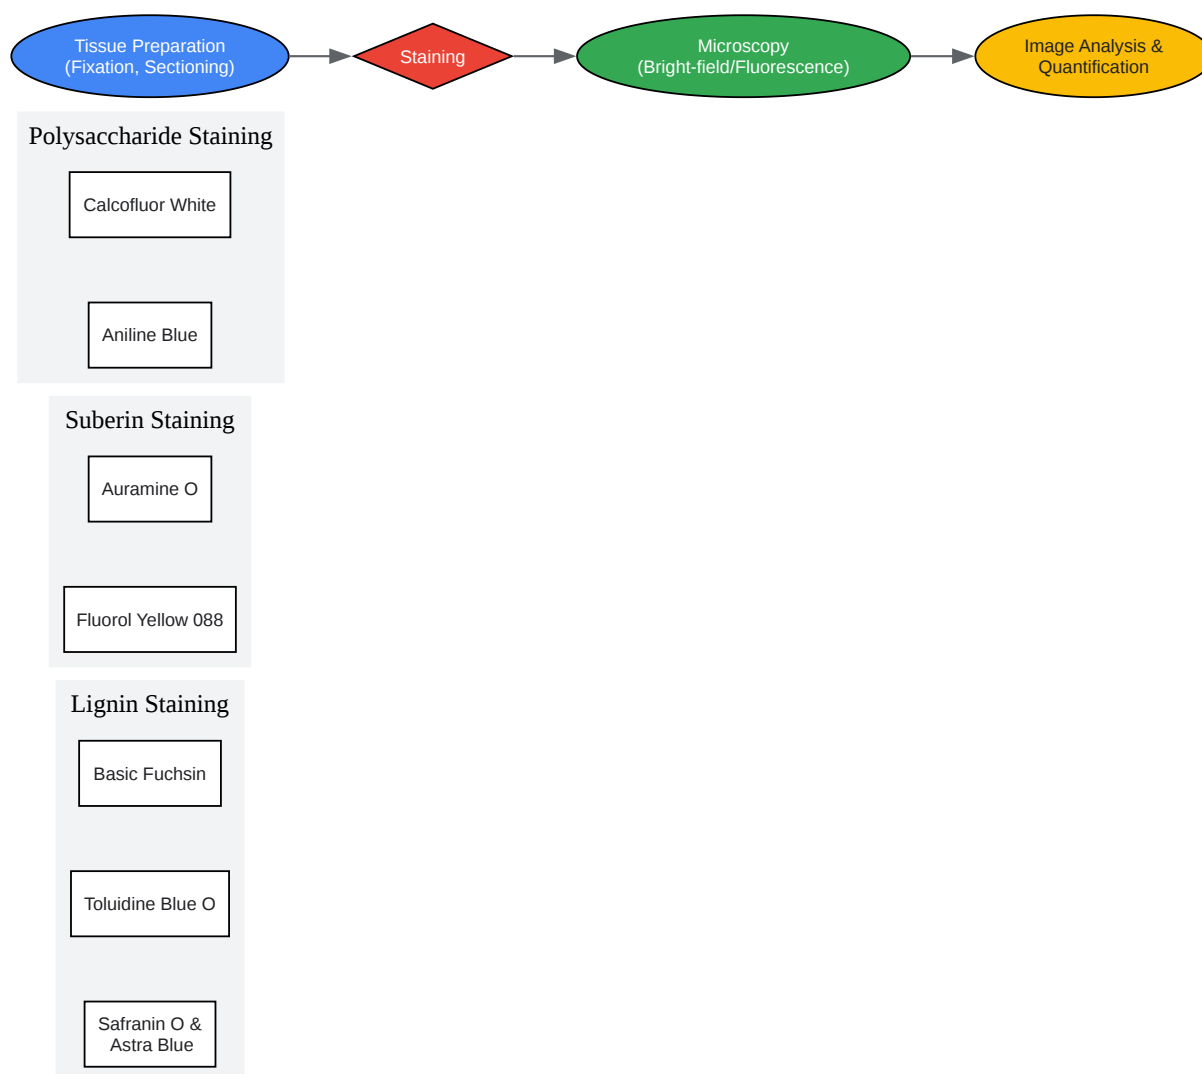 Tissue Preparation
(Fixation, Sectioning)
Staining
Microscopy
(Bright-field/Fluorescence)
Image Analysis &
Quantification
Polysaccharide Staining
Calcofluor White
Aniline Blue
Suberin Staining
Auramine O
Fluorol Yellow 088
Lignin Staining
Basic Fuchsin
Toluidine Blue O
Safranin O &
Astra Blue